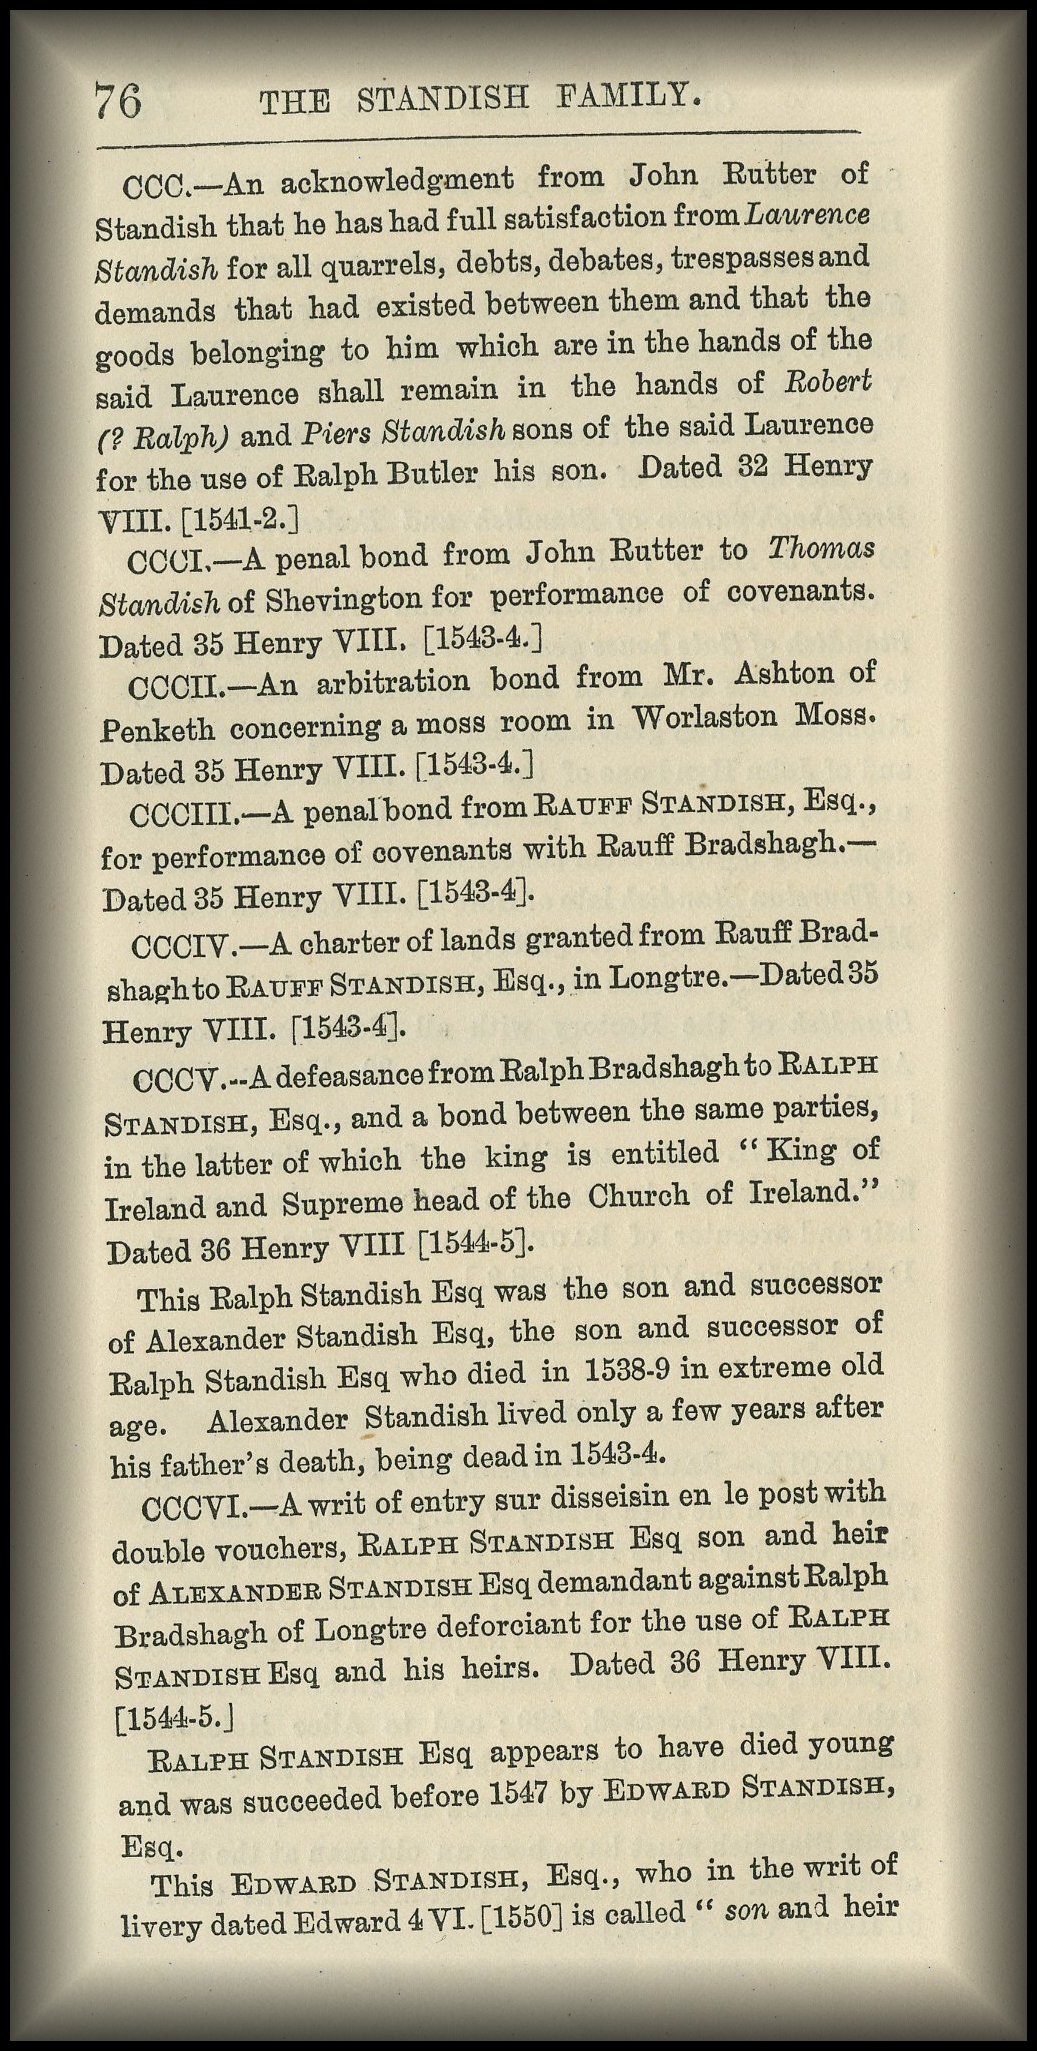 76 THE STANDISH FAMILY.
CCC.—An acknowledgment from John Rutter of
Standish that he has had full satisfaction from Laurence
Standish for all quarrels, debts, debates, trespasses and
demands that had existed between them and that the
goods belonging to him which are in the hands of the
said Laurence shall remain in the hands of Robert
(? Ralph) and Piers Standish sons of the said Laurence
for the use of Ralph Butler his son. Dated 32 Henry
VIII. [1541-2.]
CCCI.—A penal bond from John Rutter to Thomas
Standish of Shevington for performance of covenants.
Dated 35 Henry VIII. [1543-4.]
CCCII.—An arbitration bond from Mr. Ashton of
Penketh concerning a moss room in Worlaston Moss.
Dated 35 Henry VIII. [1543-4.]
CCCIII.—A penal bond from RAUFF STANDISH, Esq.,
for performance of covenants with Rauff Bradshagh.—
Dated 35 Henry VIII. [1543-4].
CCCIV.—A charter of lands granted from Rauff Brad-
shagh to RAUFF STANDISH, Esq., in Longtre.—Dated 35
Henry VIII. [1543-4].
CCCV.--A defeasance from Ralph Bradshagh to RALPH
STANDISH, Esq., and a bond between the same parties,
in the latter of which the king is entitled “ King of
Ireland and Supreme head of the Church of Ireland.”
Dated 36 Henry VIII [1544-5].
This Ralph Standish Esq was the son and successor
of Alexander Standish Esq, the son and successor of
Ralph Standish Esq who died in 1538-9 in extreme old
age. Alexander Standish lived only a few years after
his father’s death, being dead in 1543-4.
CCCVI.—A writ of entry sur disseisin en le post with
double vouchers, RALPH STANDISH Esq son and heir
of ALEXANDER STANDISH Esq demandant against Ralph
Bradshagh of Longtre deforciant for the use of RALPH
STANDISH Esq and his heirs. Dated 36 Henry VIII.
[1544-5.]
RALPH STANDISH Esq appears to have died young
and was succeeded before 1547 by EDWARD STANDISH,
Esq.
This EDWARD STANDISH, Esq., who in the writ of
livery dated Edward 4 VI. [1550] is called “ son and heir